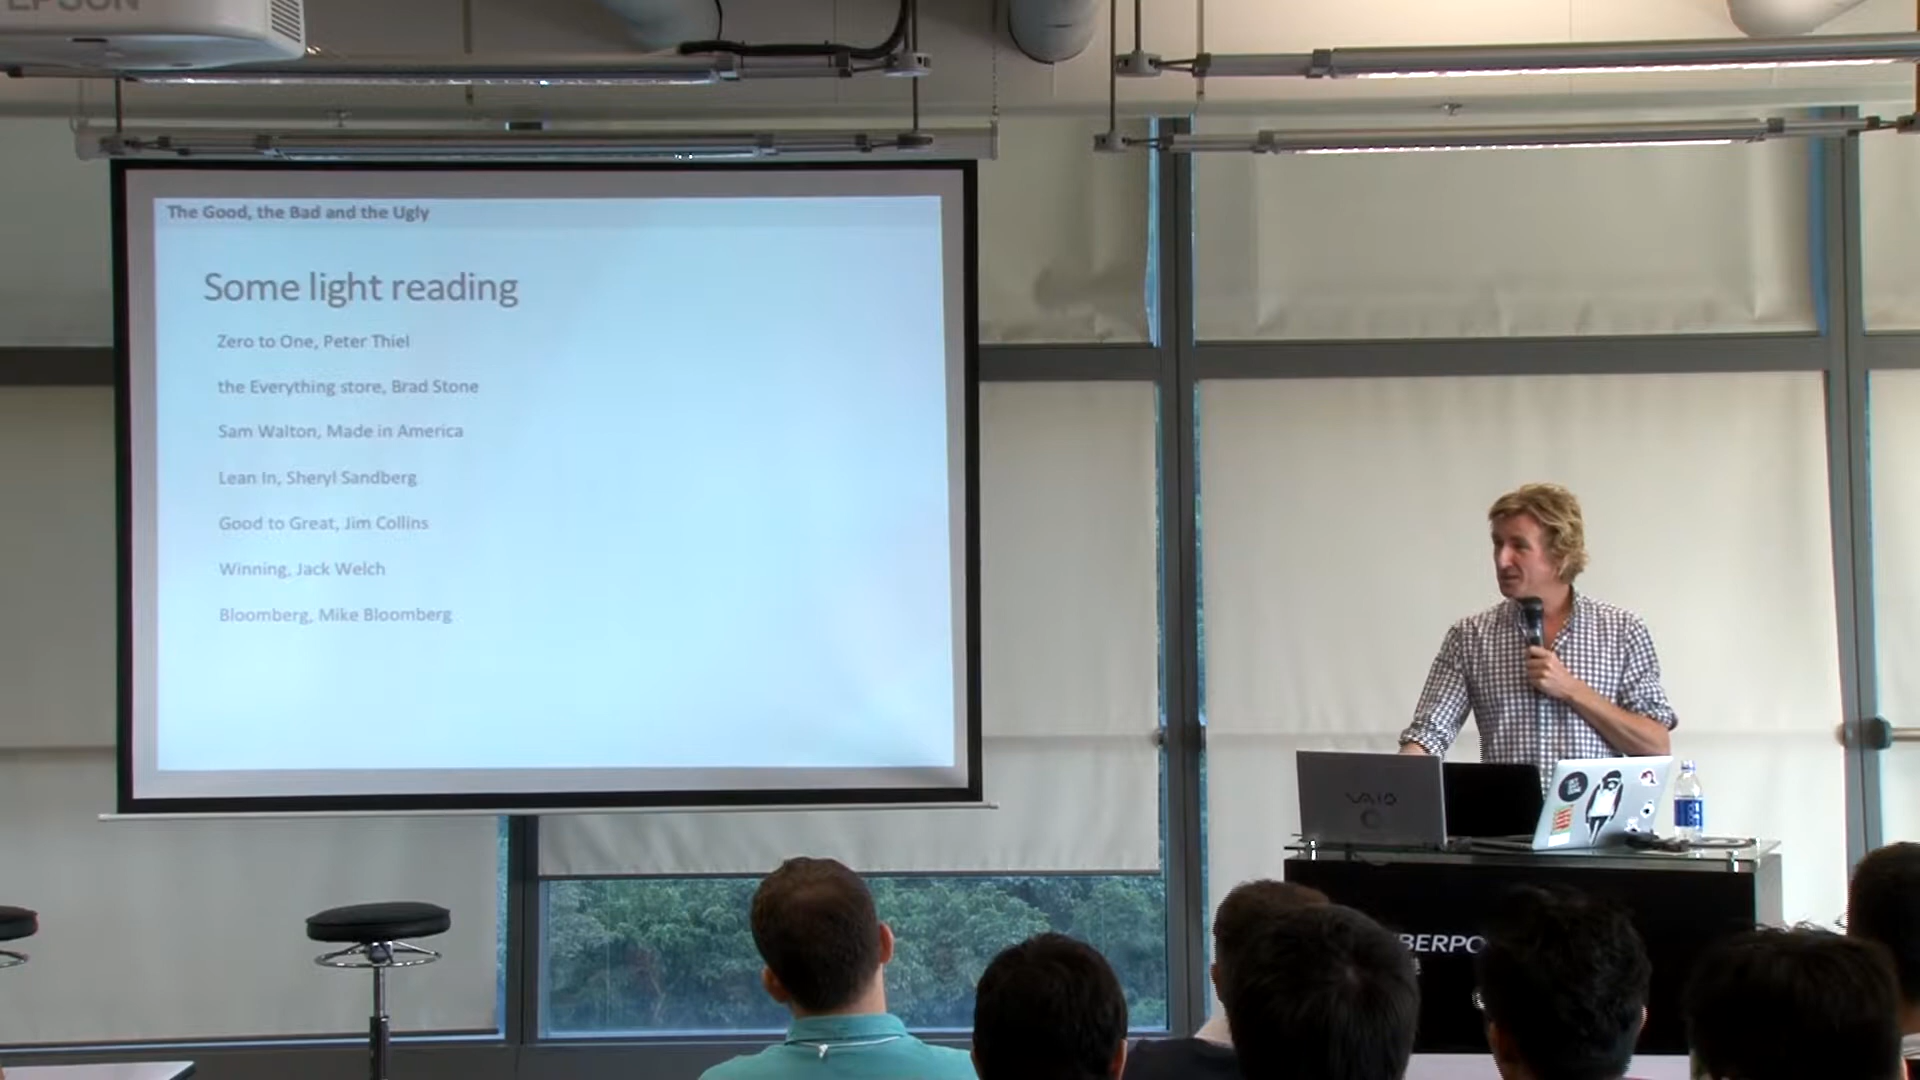 EPSON
The Good, the Bad and the Ugly
Some light reading
Zero to One, Peter Thiel
the Everything store, Brad Stone
Sam Walton, Made in America
Lean In, Sheryl Sandberg
Good to Great, Jim Collins
Winning, Jack Welch
Bloomberg, Mike Bloomberg
VAIO
BERPO